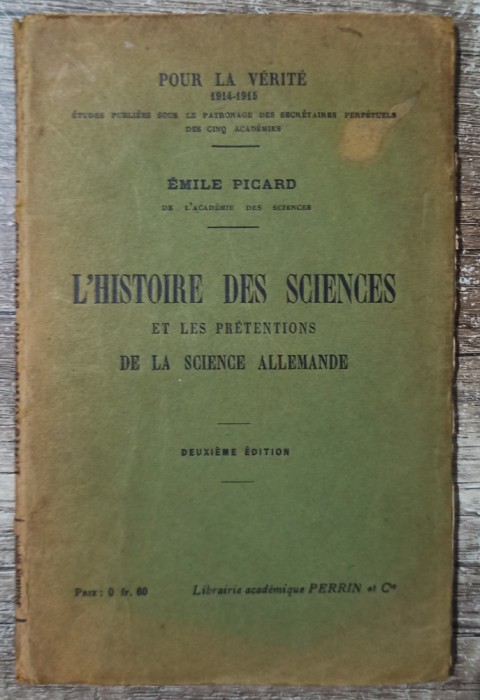 POUR LA VÉRITÉ
1914-1915
ÉTUDES PUBLIÉES SOUS LE PATRONAGE DES SECRÉTAIRES PERPÉTUELS
DES CINQ ACADÉMIES
ÉMILE PICARD
DE L'ACADÉMIE DES SCIENCES
L'HISTOIRE DES SCIENCES
ET LES PRÉTENTIONS
DE LA SCIENCE ALLEMANDE
DEUXIÈME ÉDITION
PRIX : 0 fr. 60 Librairie académique PERRIN et Cie